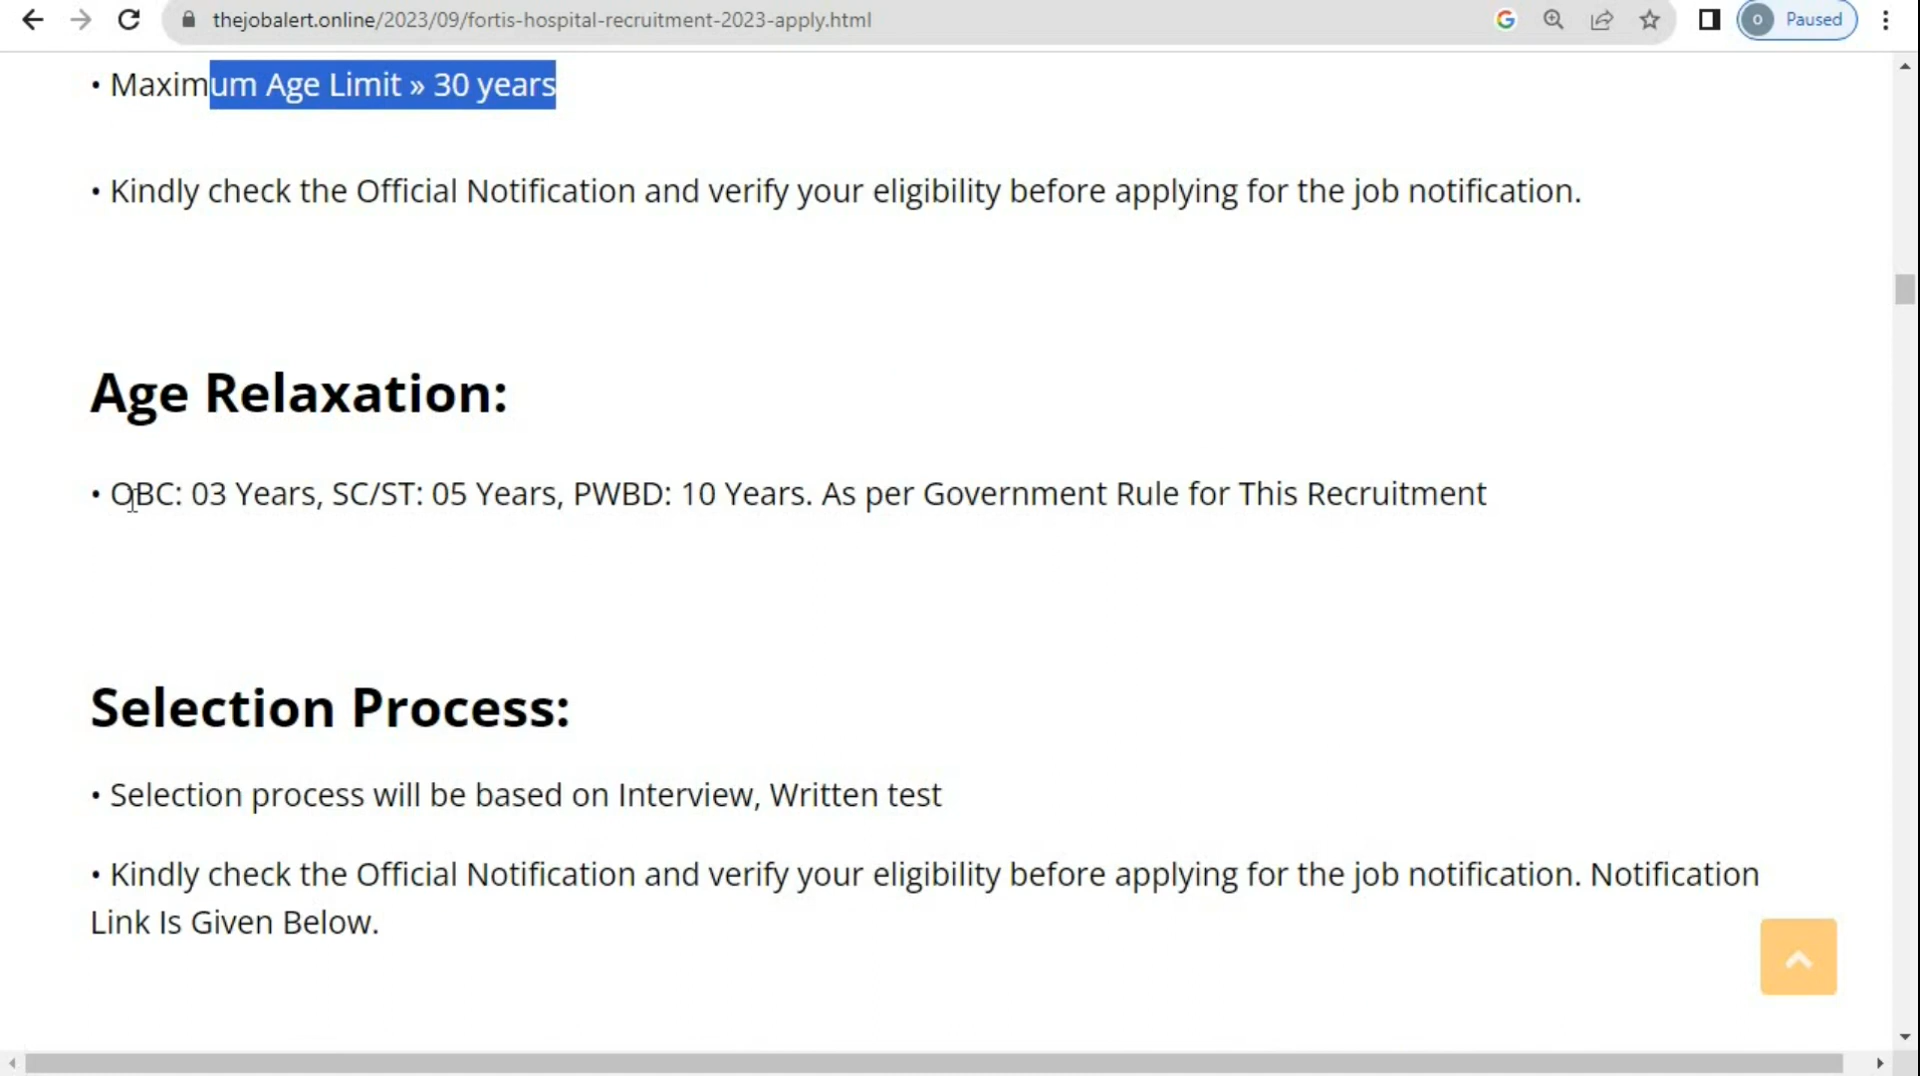 thejobalert.online/2023/09/fortis-hospital-recruitment-2023-apply.html
G
o
Paused
• Maximum Age Limit » 30 years
• Kindly check the Official Notification and verify your eligibility before applying for the job notification.
Age Relaxation:
• OBC: 03 Years, SC/ST: 05 Years, PWBD: 10 Years. As per Government Rule for This Recruitment
Selection Process:
• Selection process will be based on Interview, Written test
• Kindly check the Official Notification and verify your eligibility before applying for the job notification. Notification
Link Is Given Below.